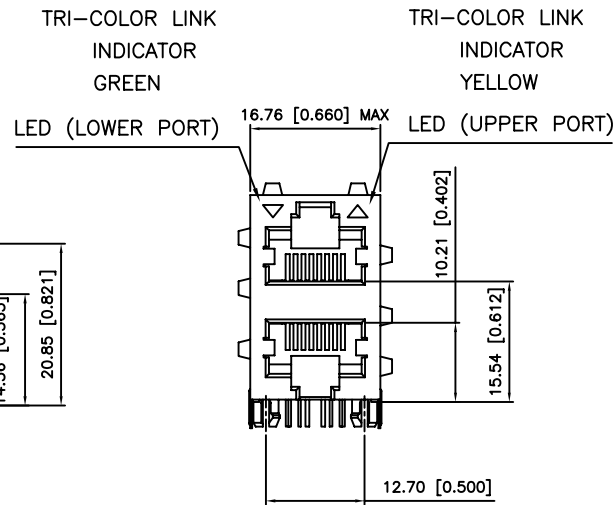 TRI-COLOR LINK
INDICATOR
GREEN
LED (LOWER PORT)
TRI-COLOR LINK
INDICATOR
YELLOW
LED (UPPER PORT)
16.76 [0.660] MAX
10.21 [0.402]
15.54 [0.612]
20.85 [0.821]
12.70 [0.500]